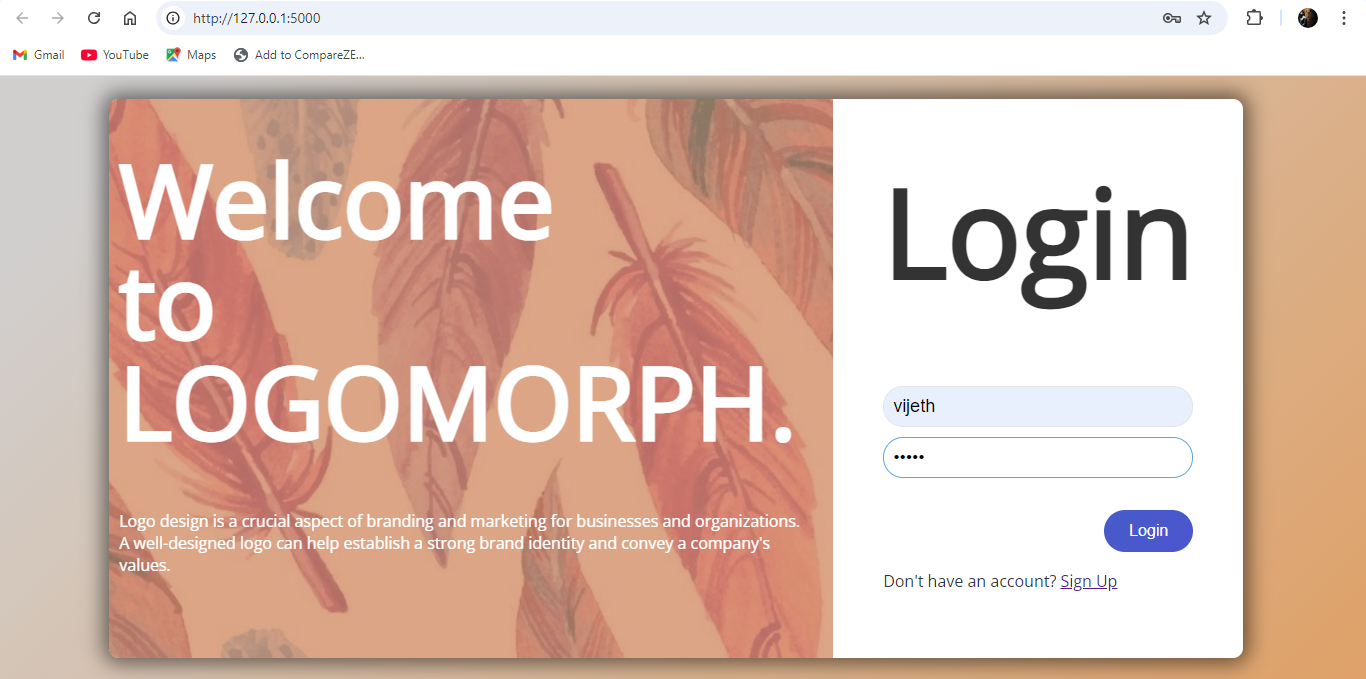 http://127.0.0.1:5000
Gmail YouTube Maps Add to CompareZE...
Welcome
to
LOGOMORPH.
Logo design is a crucial aspect of branding and marketing for businesses and organizations.
A well-designed logo can help establish a strong brand identity and convey a company's
values.
Login
vijeth
•••••
Login
Don't have an account? Sign Up